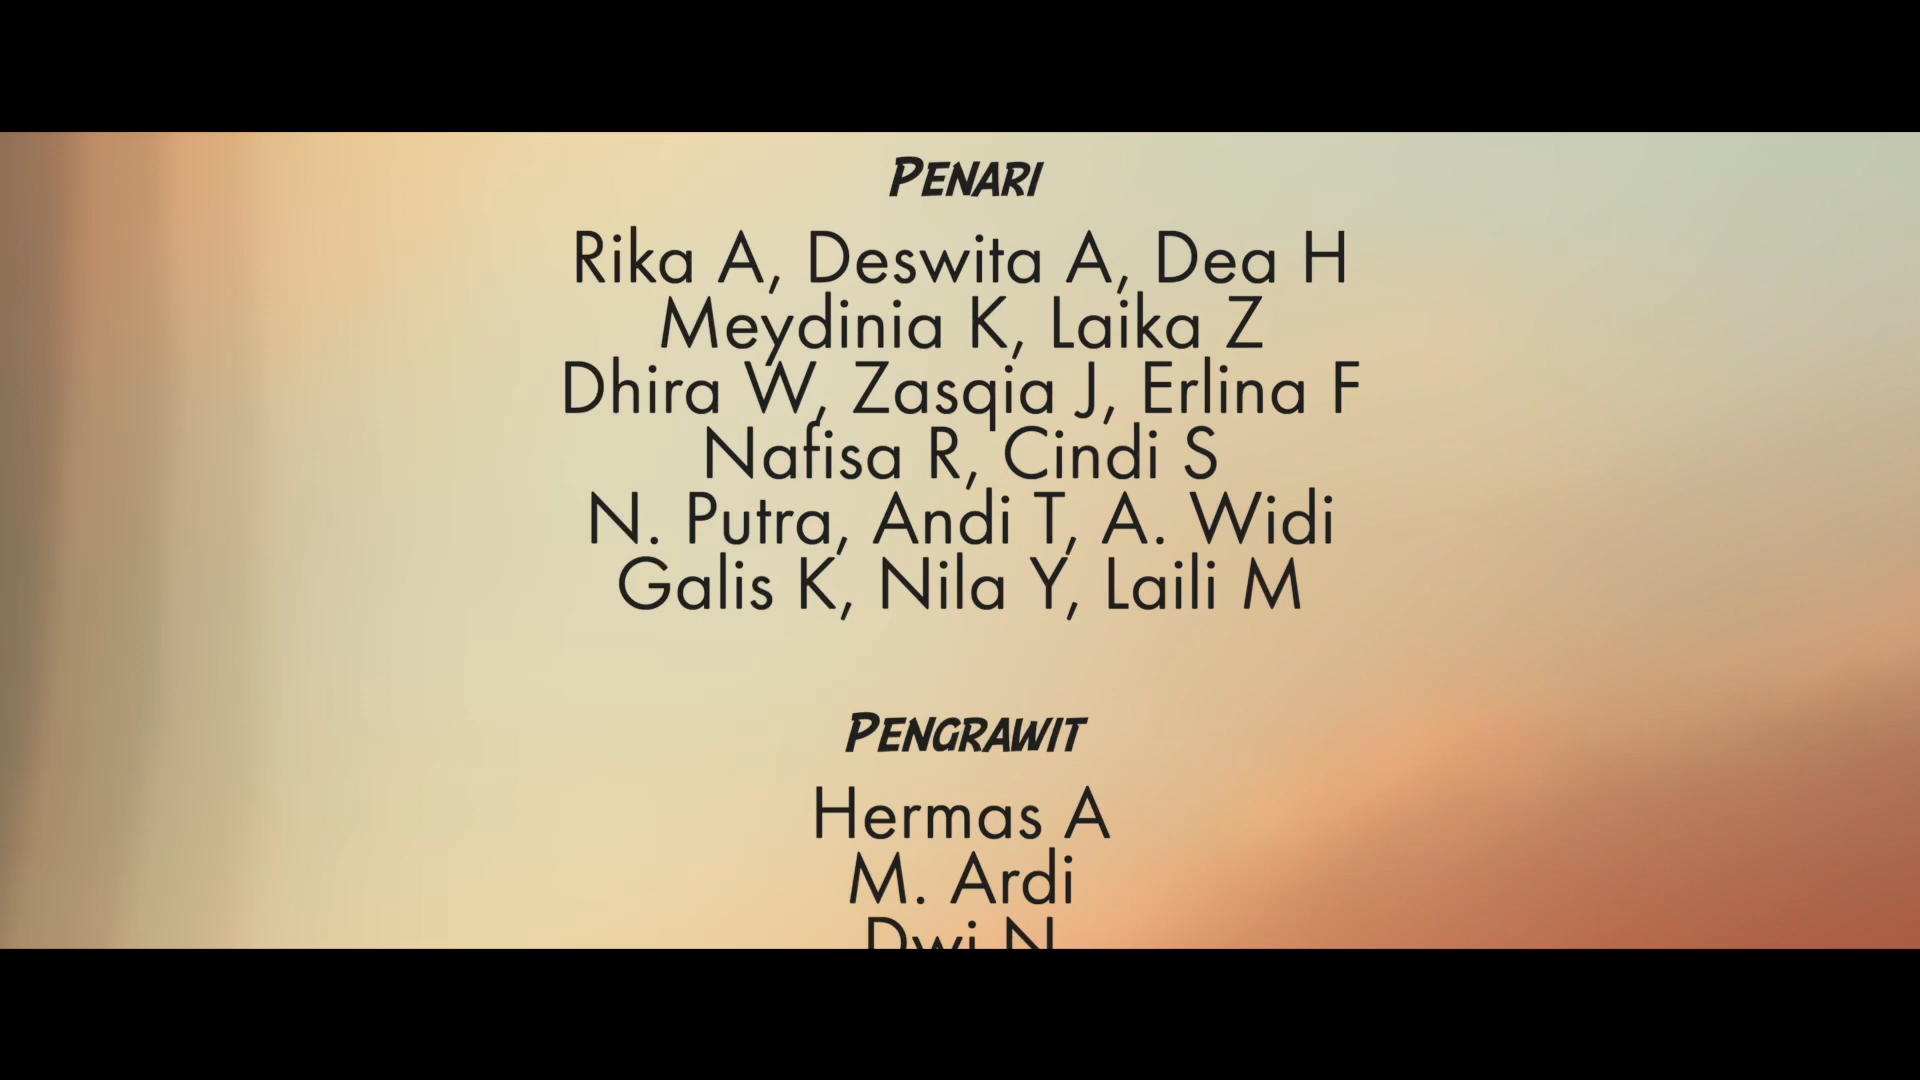 PENARI
Rika A, Deswita A, Dea H
Meydinia K, Laika Z
Dhira W, Zasqia J, Erlina F
Nafisa R, Cindi S
N. Putra, Andi T, A. Widi
Galis K, Nila Y, Laili M
PENGRAWIT
Hermas A
M. Ardi
Dwi N